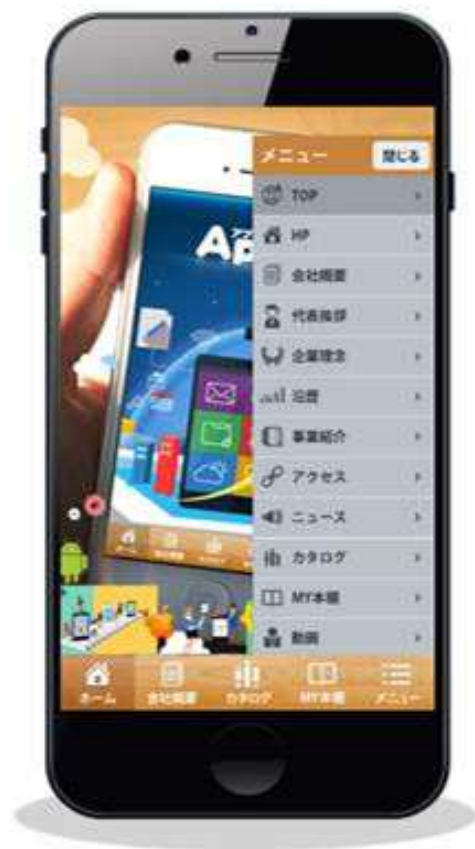 メニュー
閉じる
TOP
HP
会社概要
代表挨拶
企業理念
沿革
事業紹介
アクセス
ニュース
カタログ
MY本棚
動画
Ap
ホーム
会社概要
カタログ
MY本棚
メニュー